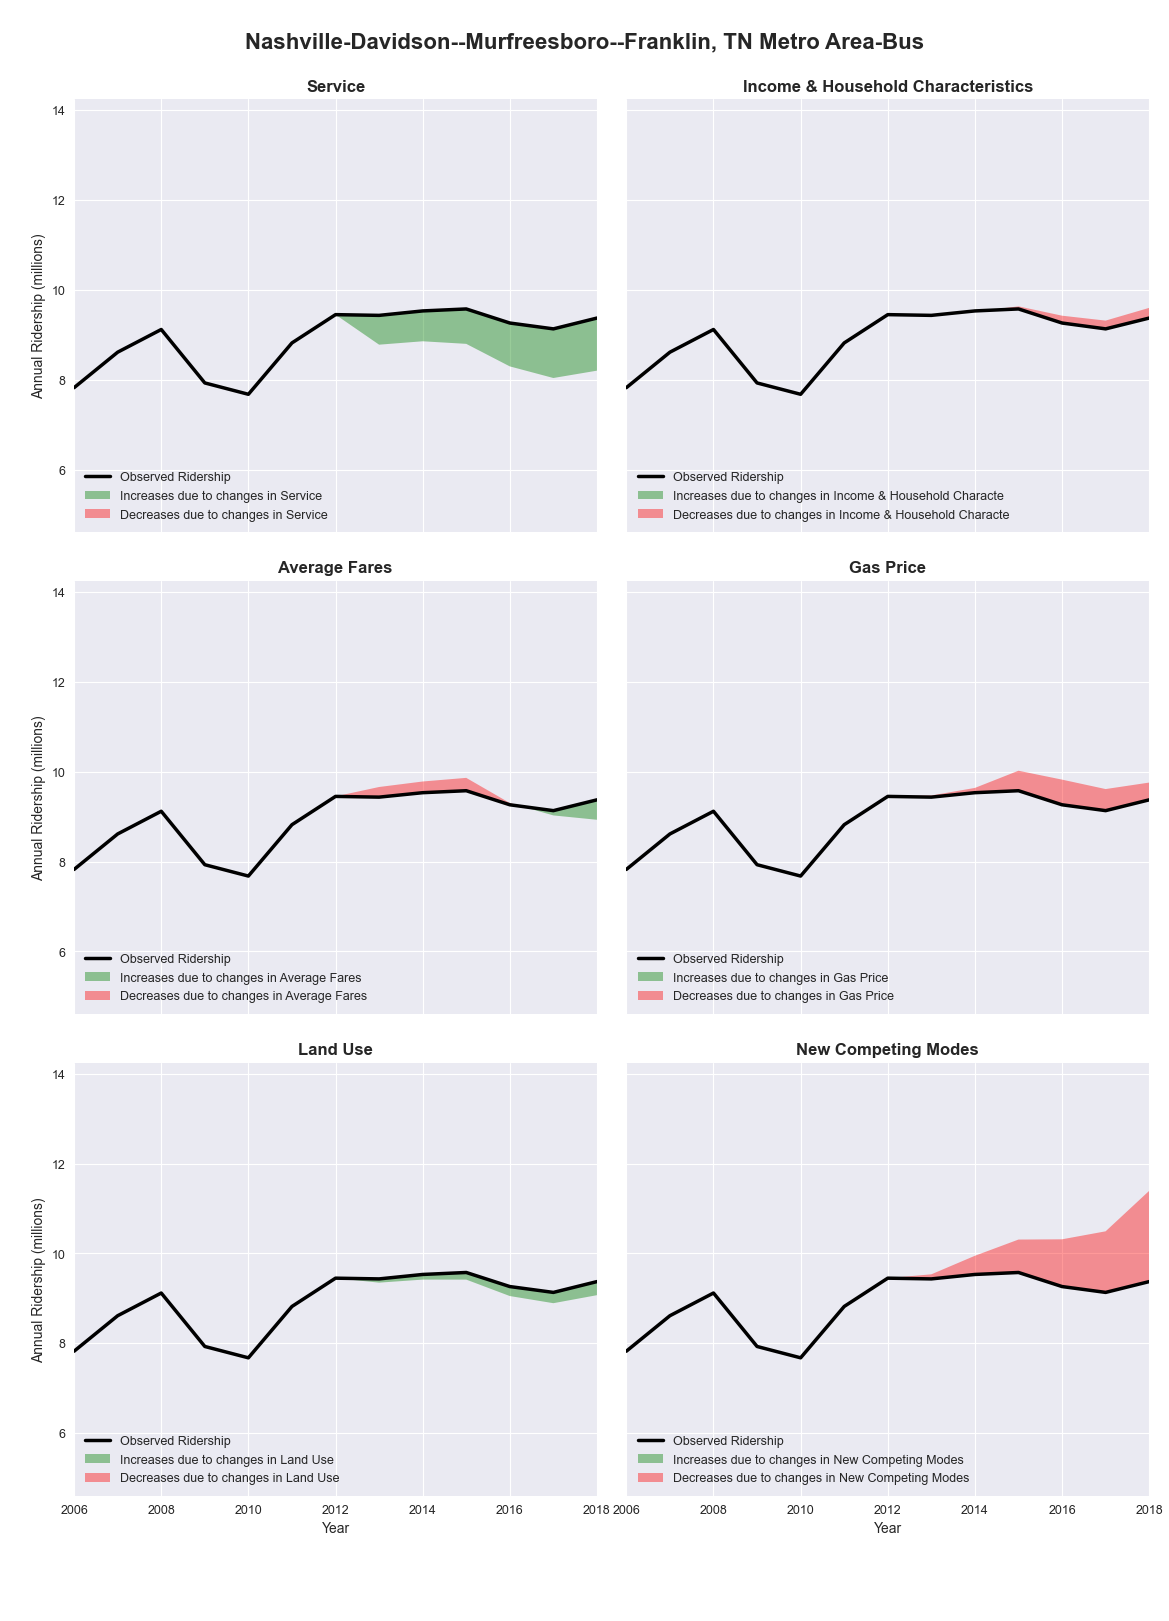 Nashville-Davidson--Murfreesboro--Franklin, TN Metro Area-Bus
Service
Annual Ridership (millions)
14
12
10
8
6
Observed Ridership
Increases due to changes in Service
Decreases due to changes in Service
Income & Household Characteristics
Observed Ridership
Increases due to changes in Income & Household Characte
Decreases due to changes in Income & Household Characte
Average Fares
Annual Ridership (millions)
14
12
10
8
6
Observed Ridership
Increases due to changes in Average Fares
Decreases due to changes in Average Fares
Gas Price
Observed Ridership
Increases due to changes in Gas Price
Decreases due to changes in Gas Price
Land Use
Annual Ridership (millions)
14
12
10
8
6
Observed Ridership
Increases due to changes in Land Use
Decreases due to changes in Land Use
2006 2008 2010 2012 2014 2016 2018
Year
New Competing Modes
Observed Ridership
Increases due to changes in New Competing Modes
Decreases due to changes in New Competing Modes
2006 2008 2010 2012 2014 2016 2018
Year